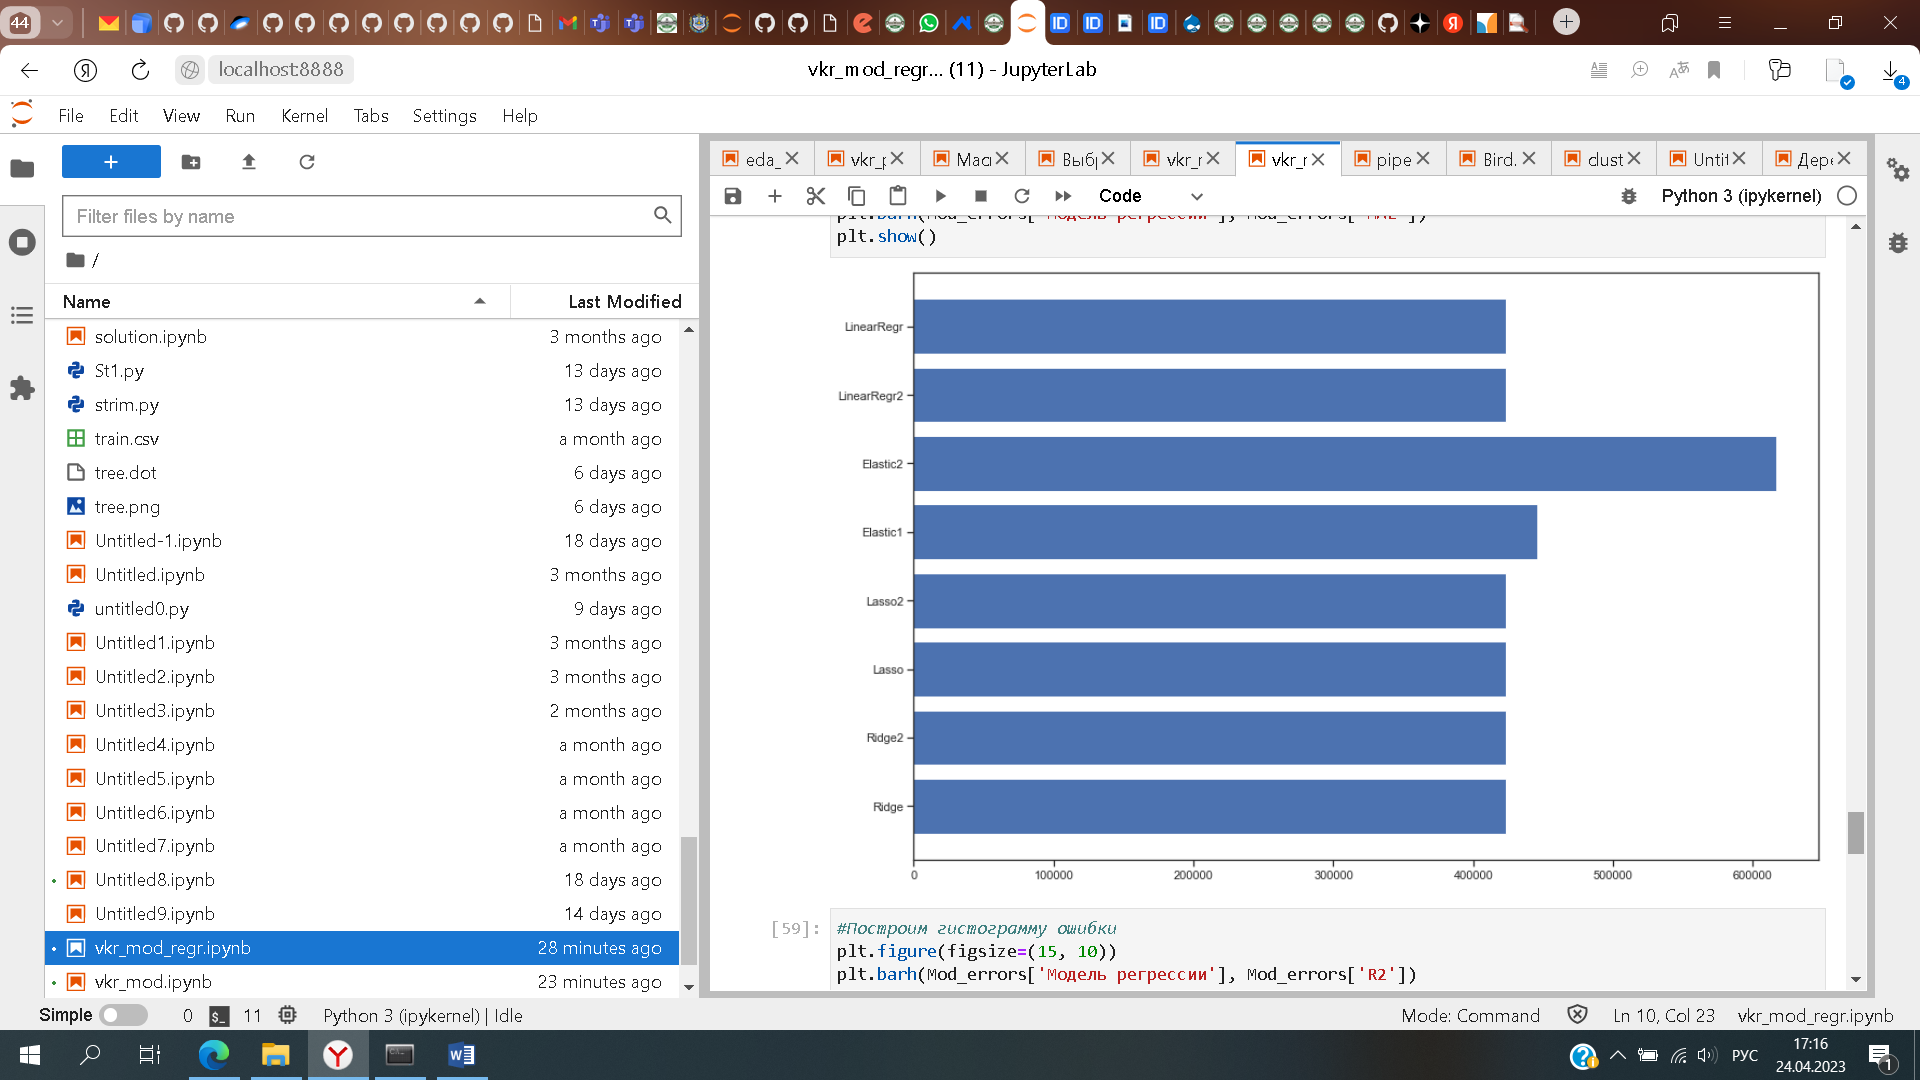 44
vkr_mod_regr... (11) - JupyterLab
localhost:8888
4
File Edit View Run Kernel Tabs Settings Help
eda_
vkr_
Выб
vkr_
vkr_
pipe
Bird.
clust
Untit
Code
Python 3 (ipykernel)
Filter files by name
/
Name Last Modified
solution.ipynb 3 months ago
St1.py 13 days ago
strim.py 13 days ago
train.csv a month ago
tree.dot 6 days ago
tree.png 6 days ago
Untitled-1.ipynb 18 days ago
Untitled.ipynb 3 months ago
untitled0.py 9 days ago
Untitled1.ipynb 3 months ago
Untitled2.ipynb 3 months ago
Untitled3.ipynb 2 months ago
Untitled4.ipynb a month ago
Untitled5.ipynb a month ago
Untitled6.ipynb a month ago
Untitled7.ipynb a month ago
Untitled8.ipynb 18 days ago
Untitled9.ipynb 14 days ago
vkr_mod_regr.ipynb 28 minutes ago
vkr_mod.ipynb 23 minutes ago
plt.show()
LinearRegr
LinearRegr2
Elastic2
Elastic1
Lasso2
Lasso
Ridge2
Ridge
0 100000 200000 300000 400000 500000 600000
[59]:
#Построим гистограмму ошибки
plt.figure(figsize=(15, 10))
plt.barh(Mod_errors['Модель регрессии'], Mod_errors['R2'])
Simple 0 11 Python 3 (ipykernel) | Idle
Mode: Command Ln 10, Col 23 vkr_mod_regr.ipynb
РУС
17:16
24.04.2023
1